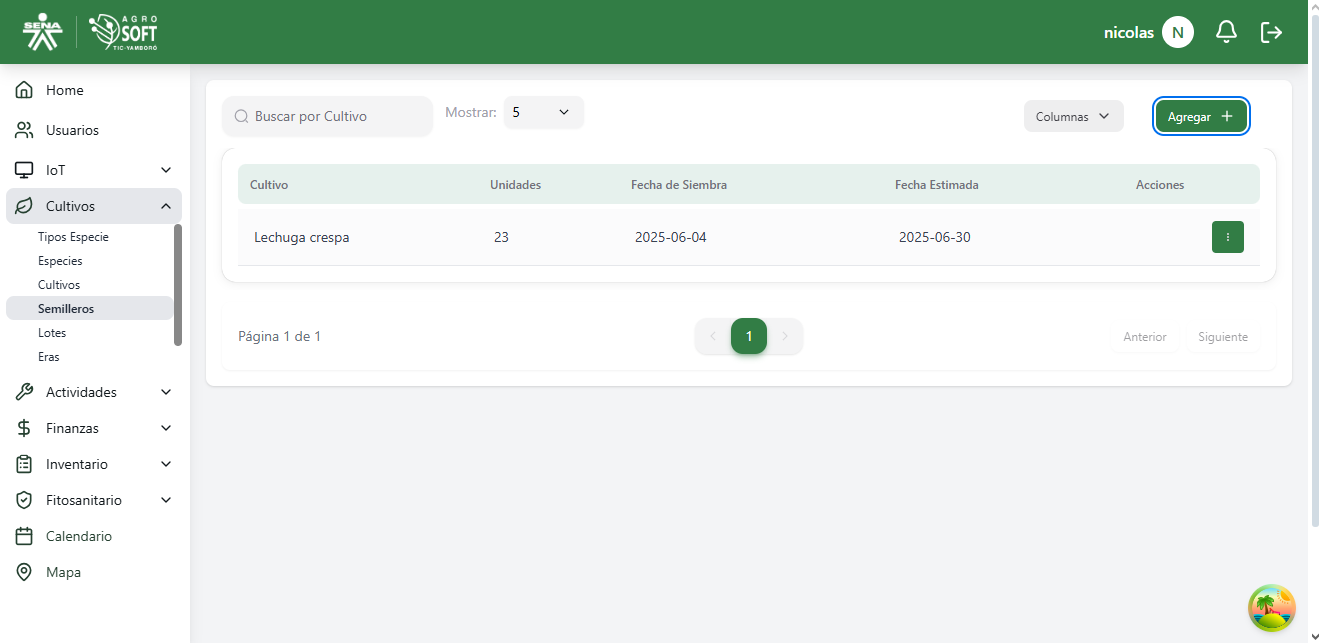 SENA
AGRO
SOFT
TIC-YAMBORÓ
nicolas N
Home
Usuarios
IoT
Cultivos
Tipos Especie
Especies
Cultivos
Semilleros
Lotes
Eras
Actividades
Finanzas
Inventario
Fitosanitario
Calendario
Mapa
Buscar por Cultivo
Mostrar: 5
Columnas
Agregar
Cultivo Unidades Fecha de Siembra Fecha Estimada Acciones
Lechuga crespa 23 2025-06-04 2025-06-30
Página 1 de 1
1
Anterior Siguiente